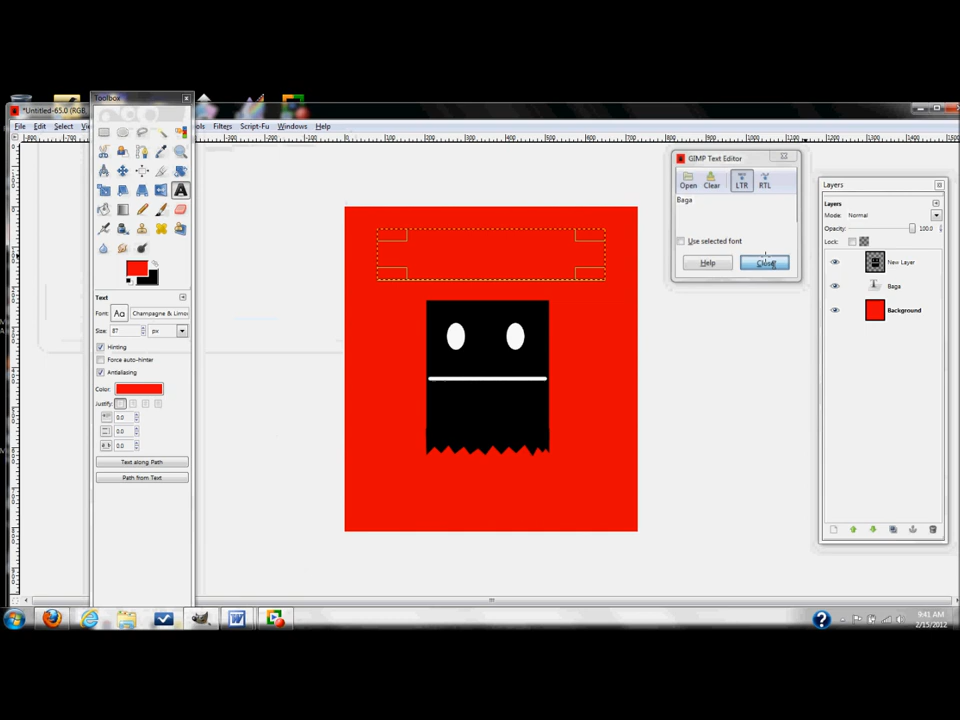 Toolbox
*Untitled-65.0 (RGB,
File Edit Select
Filters Script-Fu Windows Help
GIMP Text Editor
Open Clear LTR RTL
Baga
Use selected font
Help Close
Layers
Layers
Mode: Normal
Opacity: 100.0
Lock:
New Layer
Baga
Background
Text
Font: Aa Champagne & Limou
Size: 87 px
Hinting
Force auto-hinter
Antialiasing
Color:
Justify:
0.0
0.0
0.0
Text along Path
Path from Text
9:41 AM
2/15/2012